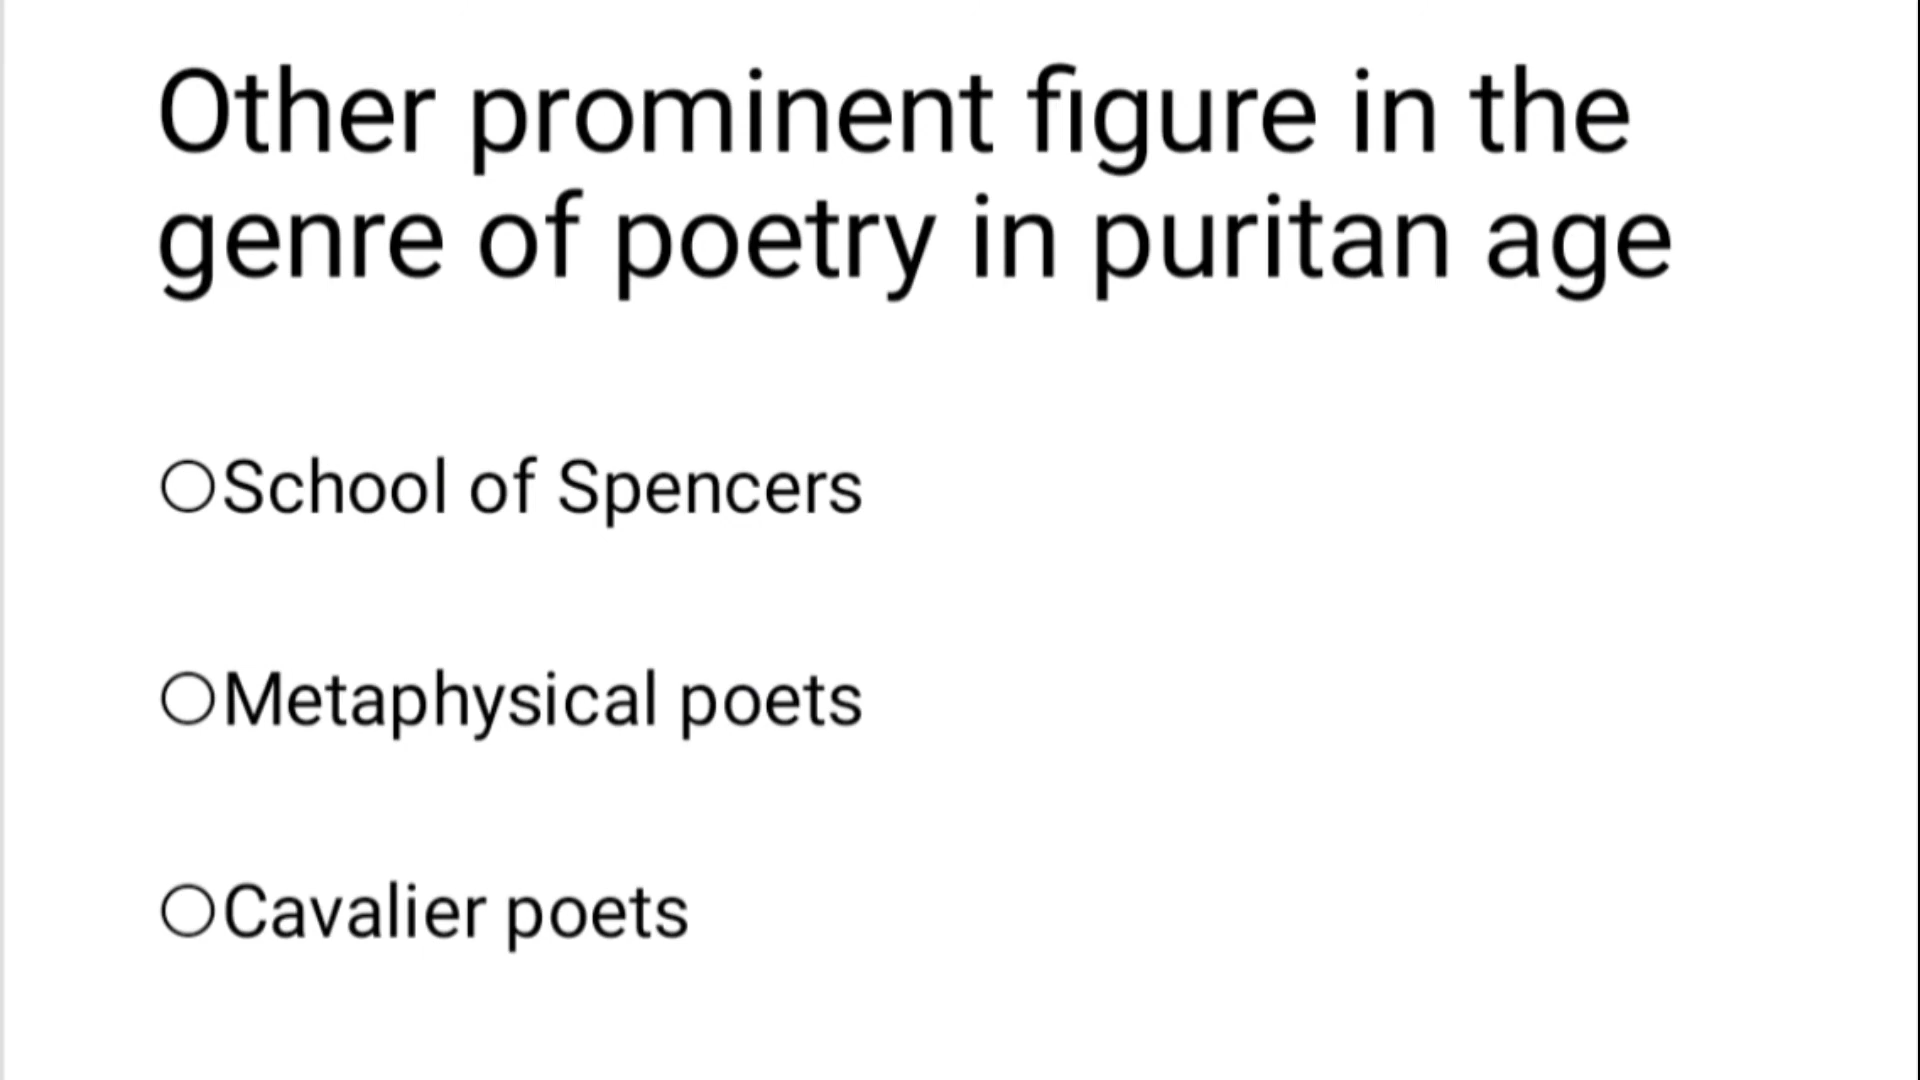 Other prominent figure in the
genre of poetry in puritan age
School of Spencers
Metaphysical poets
Cavalier poets